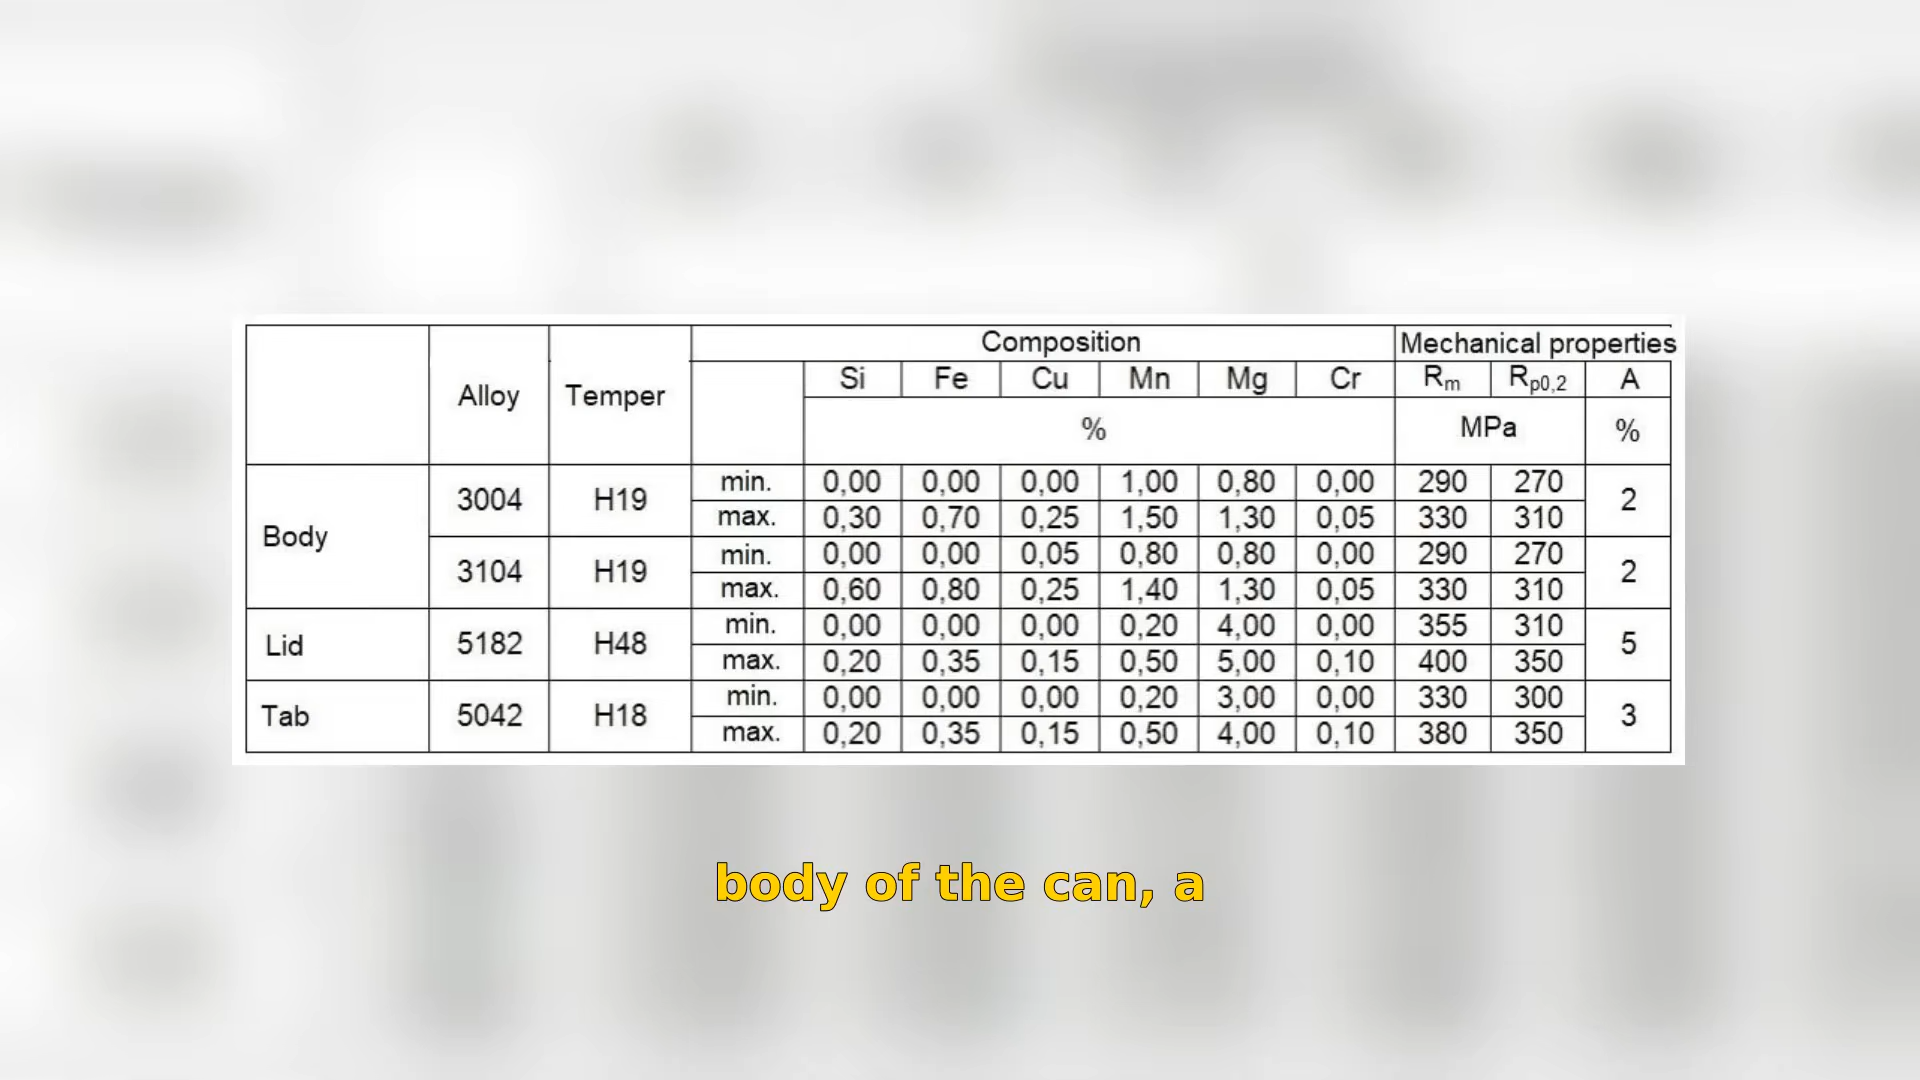 Alloy Temper Composition Mechanical properties
Si Fe Cu Mn Mg Cr Rm Rp0,2 A
% MPa %
Body 3004 H19 min. 0,00 0,00 0,00 1,00 0,80 0,00 290 270 2
max. 0,30 0,70 0,25 1,50 1,30 0,05 330 310
3104 H19 min. 0,00 0,00 0,05 0,80 0,80 0,00 290 270 2
max. 0,60 0,80 0,25 1,40 1,30 0,05 330 310
Lid 5182 H48 min. 0,00 0,00 0,00 0,20 4,00 0,00 355 310 5
max. 0,20 0,35 0,15 0,50 5,00 0,10 400 350
Tab 5042 H18 min. 0,00 0,00 0,00 0,20 3,00 0,00 330 300 3
max. 0,20 0,35 0,15 0,50 4,00 0,10 380 350
body of the can, a